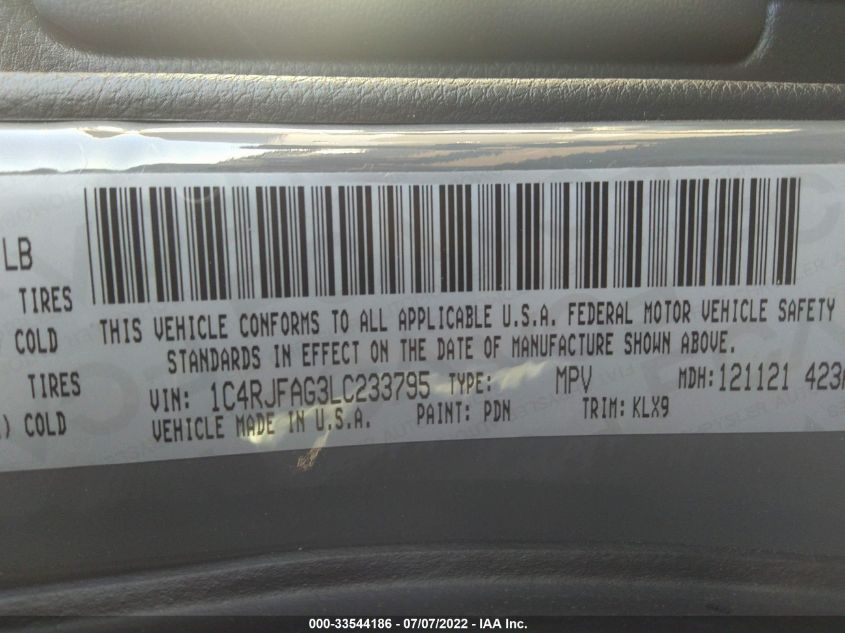 LB
TIRES
COLD
TIRES
) COLD
THIS VEHICLE CONFORMS TO ALL APPLICABLE U.S.A. FEDERAL MOTOR VEHICLE SAFETY
STANDARDS IN EFFECT ON THE DATE OF MANUFACTURE SHOWN ABOVE.
VIN: 1C4RJFAG3LC233795 TYPE: MPV MDH:121121 423
VEHICLE MADE IN U.S.A. PAINT: PDN TRIM: KLX9
000-33544186 - 07/07/2022 - IAA Inc.